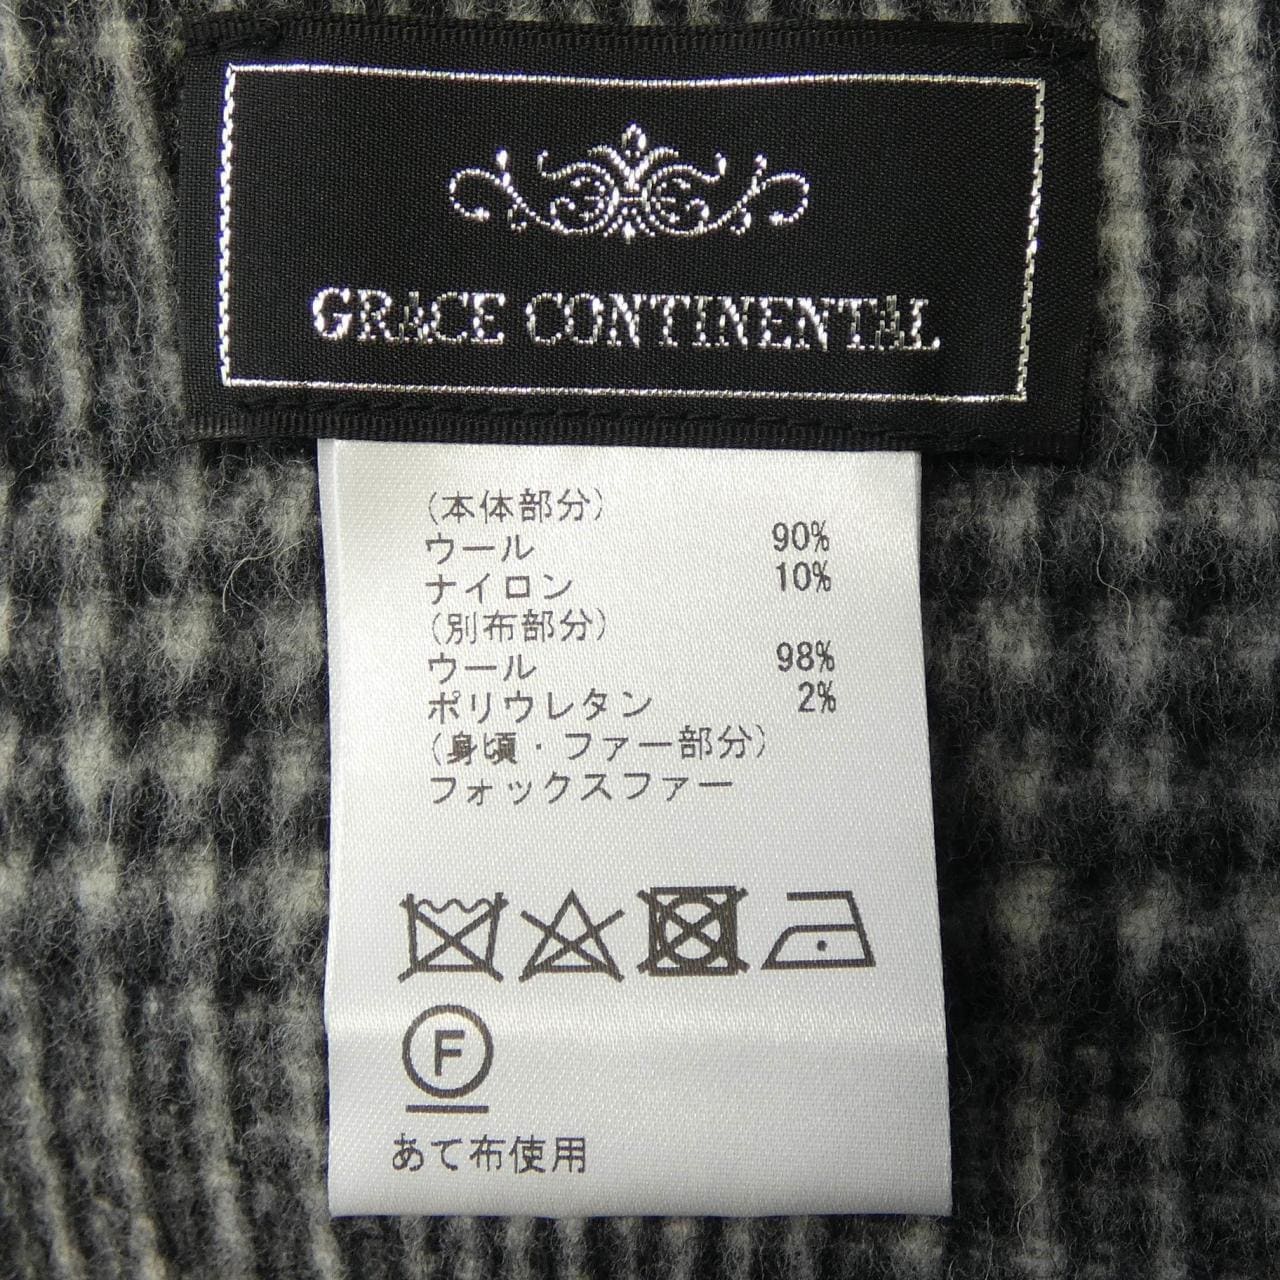 GRACE CONTINENTAL
(本体部分)
ウール 90%
ナイロン 10%
(別布部分)
ウール 98%
ポリウレタン 2%
(身頃・ファー部分)
フォックスファー
F
あて布使用